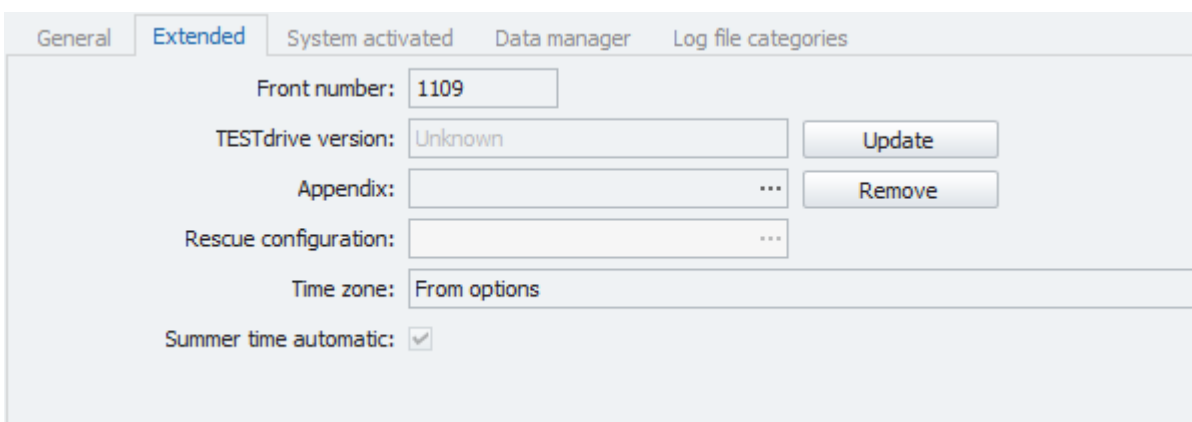 General Extended System activated Data manager Log file categories
Front number: 1109
TESTdrive version: Unknown Update
Appendix: ... Remove
Rescue configuration: ...
Time zone: From options
Summer time automatic: